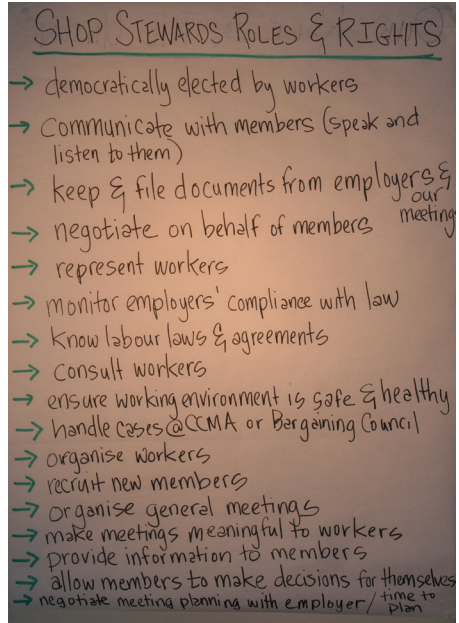 SHOP STEWARDS ROLES & RIGHTS
→ democratically elected by workers
→ communicate with members (speak and
listen to them)
→ keep & file documents from employers &
our
meetings
→ negotiate on behalf of members
→ represent workers
→ monitor employers' compliance with law
→ know labour laws & agreements
→ consult workers
→ ensure working environment is safe & healthy
→ handle cases @ CCMA or Bargaining Council
→ organise workers
→ recruit new members
→ organise general meetings
→ make meetings meaningful to workers
→ provide information to members
→ allow members to make decisions for themselves
→ negotiate meeting planning with employer / time to
plan